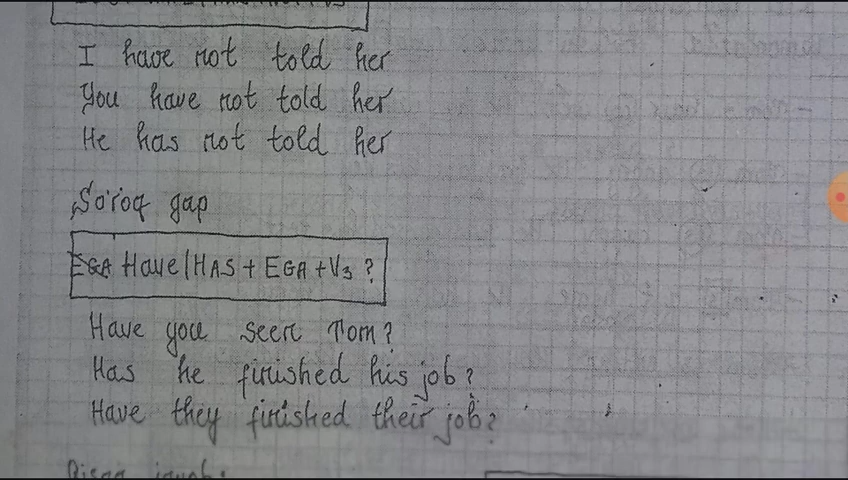 I have not told her
You have not told her
He has not told her
So'roq gap
EGA Have/HAS + EGA + V3 ?
Have you seen Tom?
Has he finished his job?
Have they finished their job?